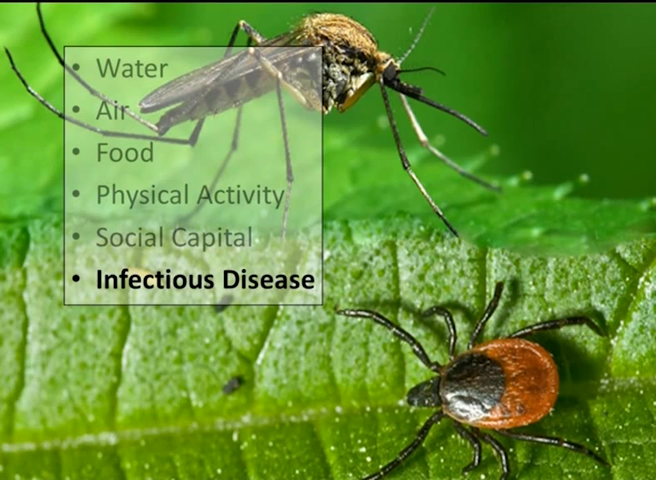 • Water
• Air
• Food
• Physical Activity
• Social Capital
• Infectious Disease